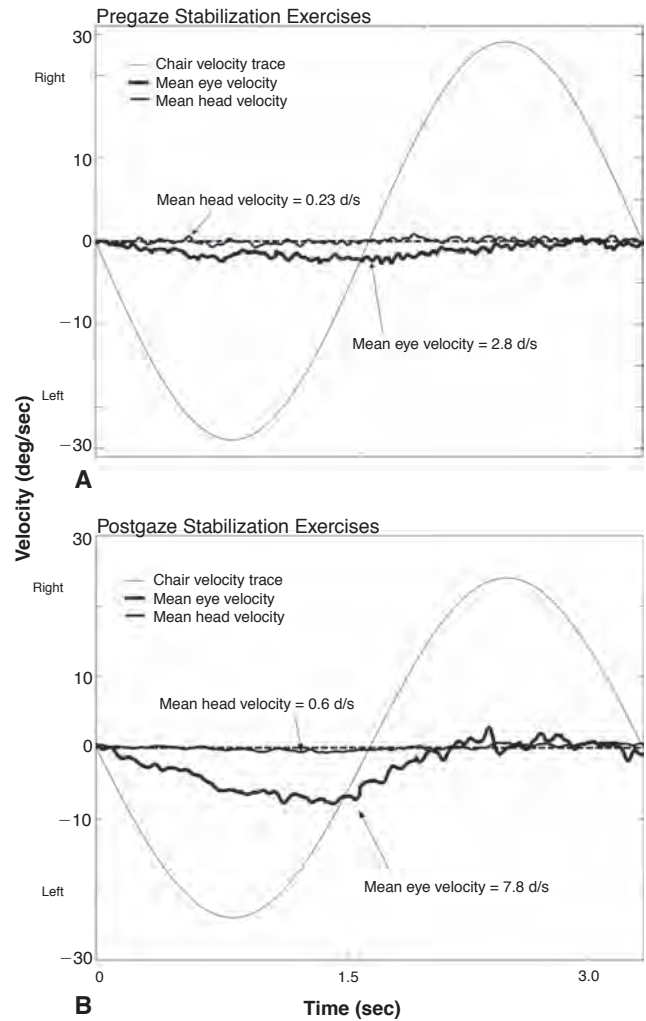 Pregaze Stabilization Exercises
30
Chair velocity trace
Right
Mean eye velocity
Mean head velocity
10
Mean head velocity = 0.23 d/s
0
−10
Mean eye velocity = 2.8 d/s
Left
−30
A
Velocity (deg/sec)
Postgaze Stabilization Exercises
30
Chair velocity trace
Right
Mean eye velocity
Mean head velocity
10
Mean head velocity = 0.6 d/s
0
−10
Mean eye velocity = 7.8 d/s
Left
−30
0
1.5
3.0
B
Time (sec)